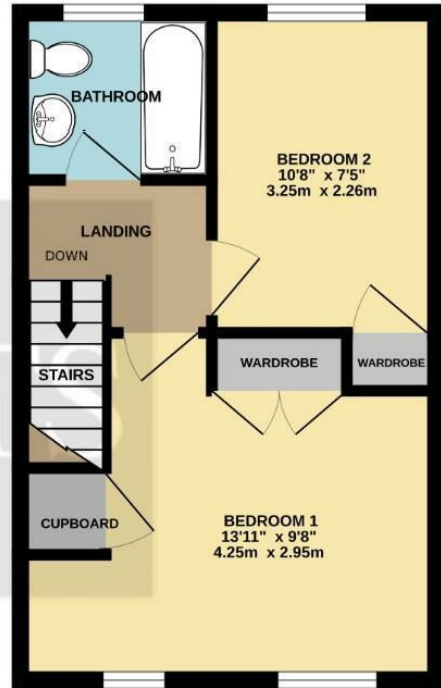 BATHROOM
BEDROOM 2
10'8" x 7'5"
3.25m x 2.26m
LANDING
DOWN
STAIRS
WARDROBE
WARDROBE
CUPBOARD
BEDROOM 1
13'11" x 9'8"
4.25m x 2.95m